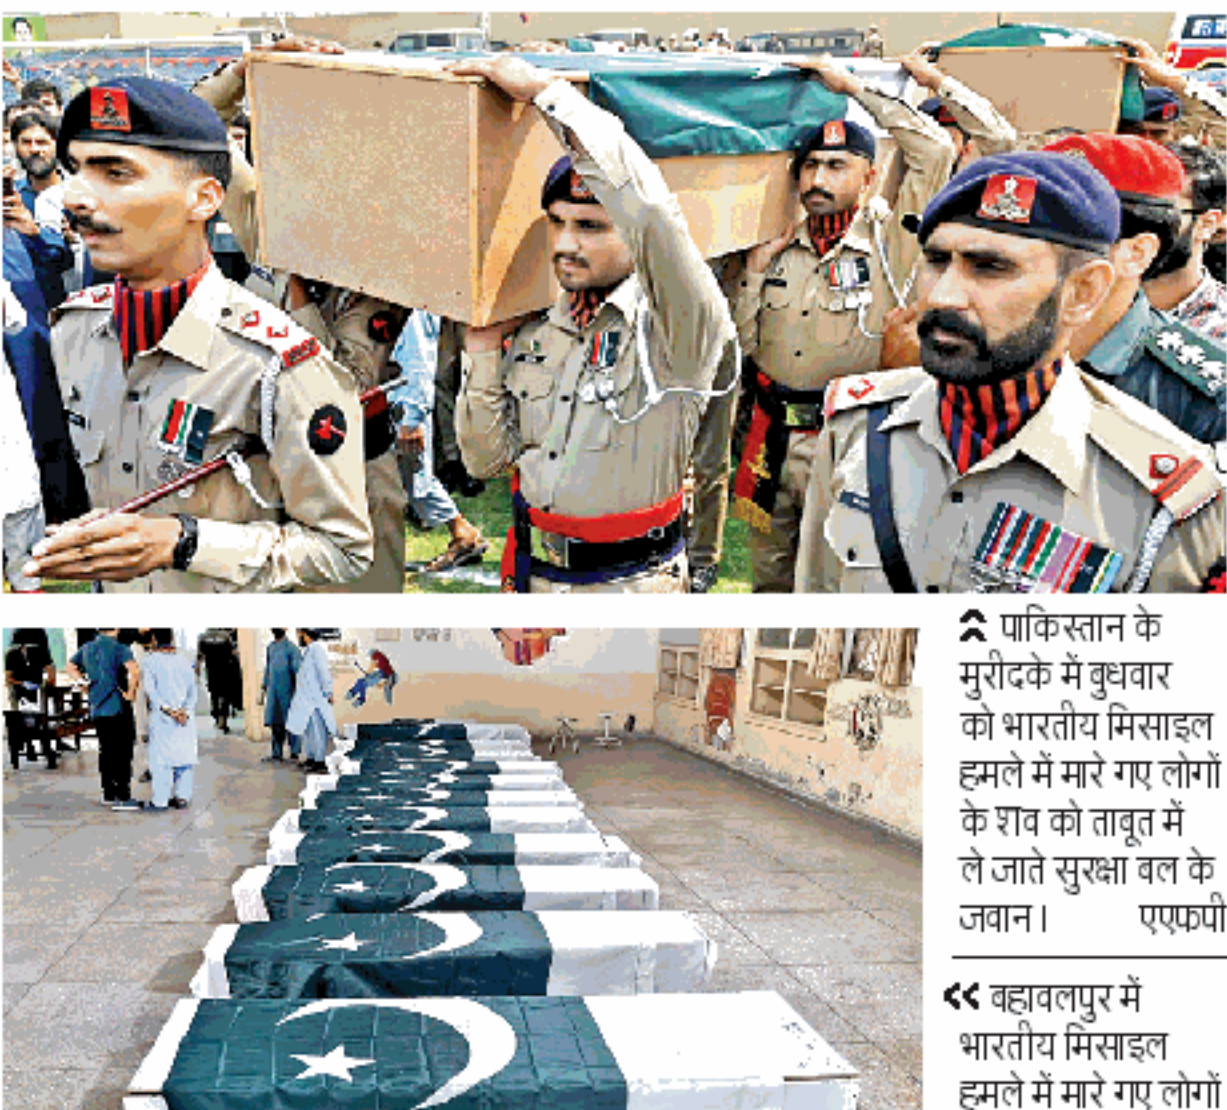 पाकिस्तान के
मुरीदके में बुधवार
को भारतीय मिसाइल
हमले में मारे गए लोगों
के शव को ताबूत में
ले जाते सुरक्षा बल के
जवान। एएफपी
बहावलपुर में
भारतीय मिसाइल
हमले में मारे गए लोगों